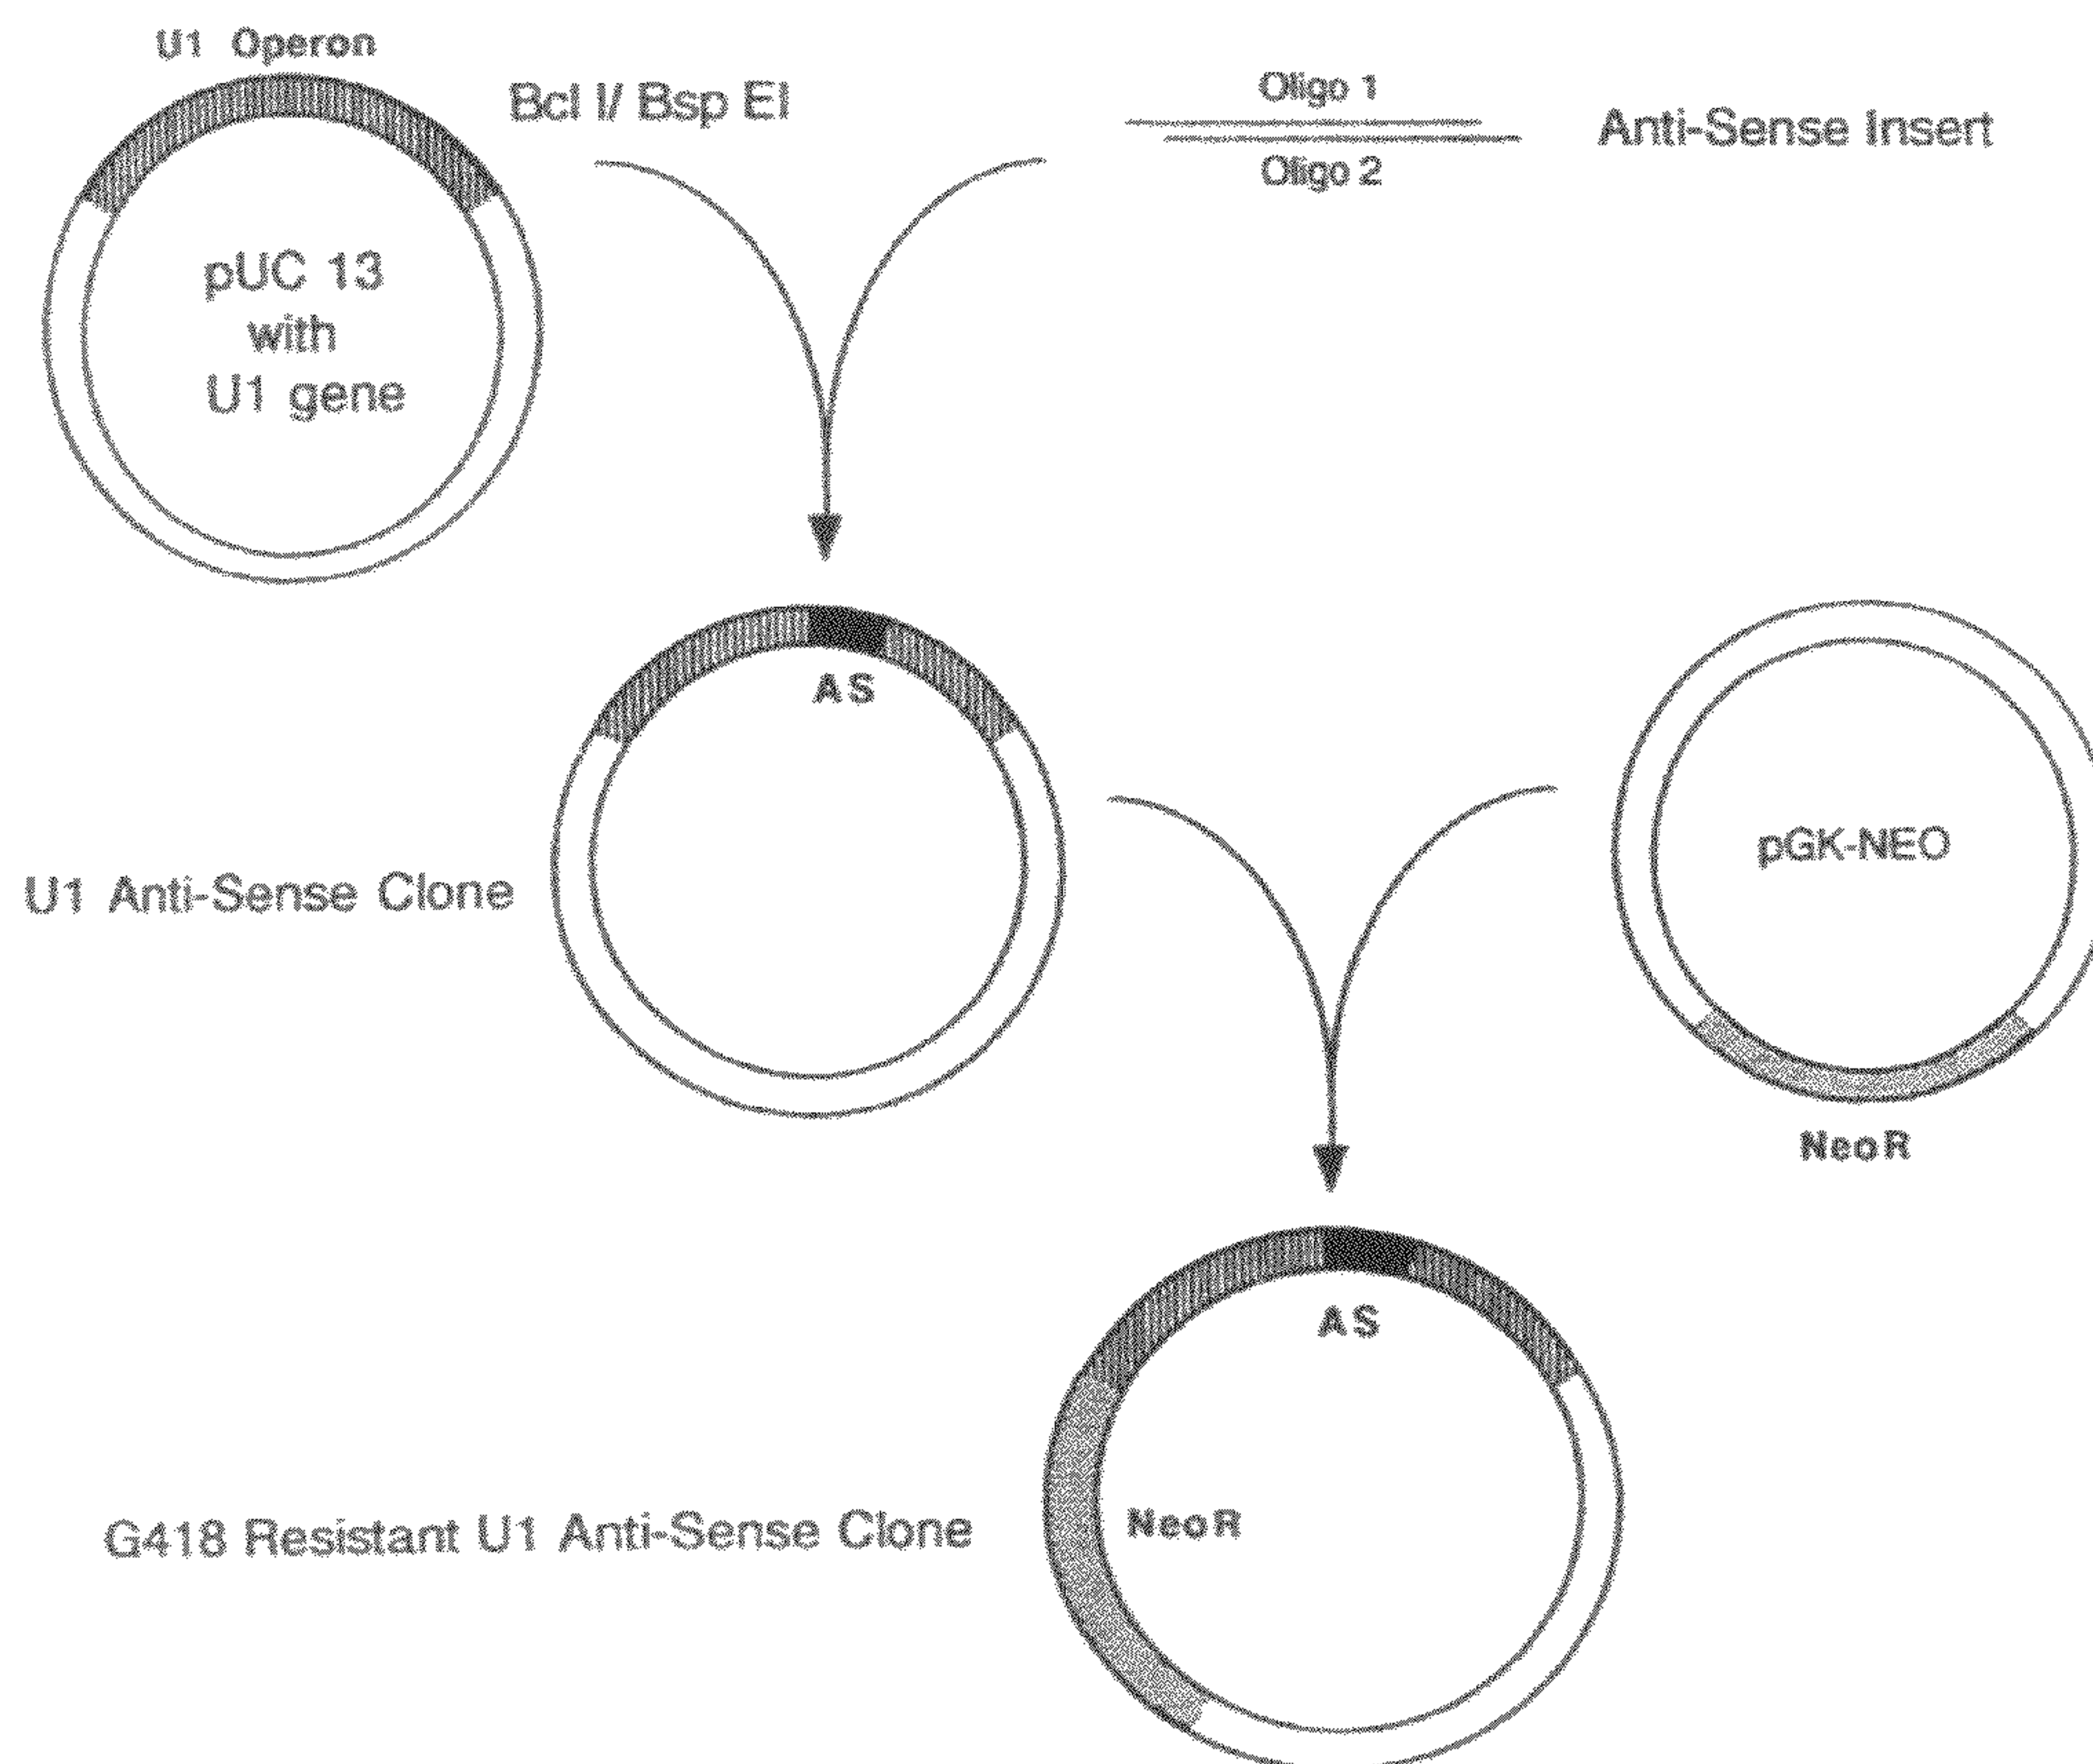 U1 Operon
Bcl I/ Bsp EI
Oligo 1
Oligo 2
Anti-Sense Insert
pUC 13
with
U1 gene
AS
U1 Anti-Sense Clone
pGK-NEO
NeoR
AS
NeoR
G418 Resistant U1 Anti-Sense Clone